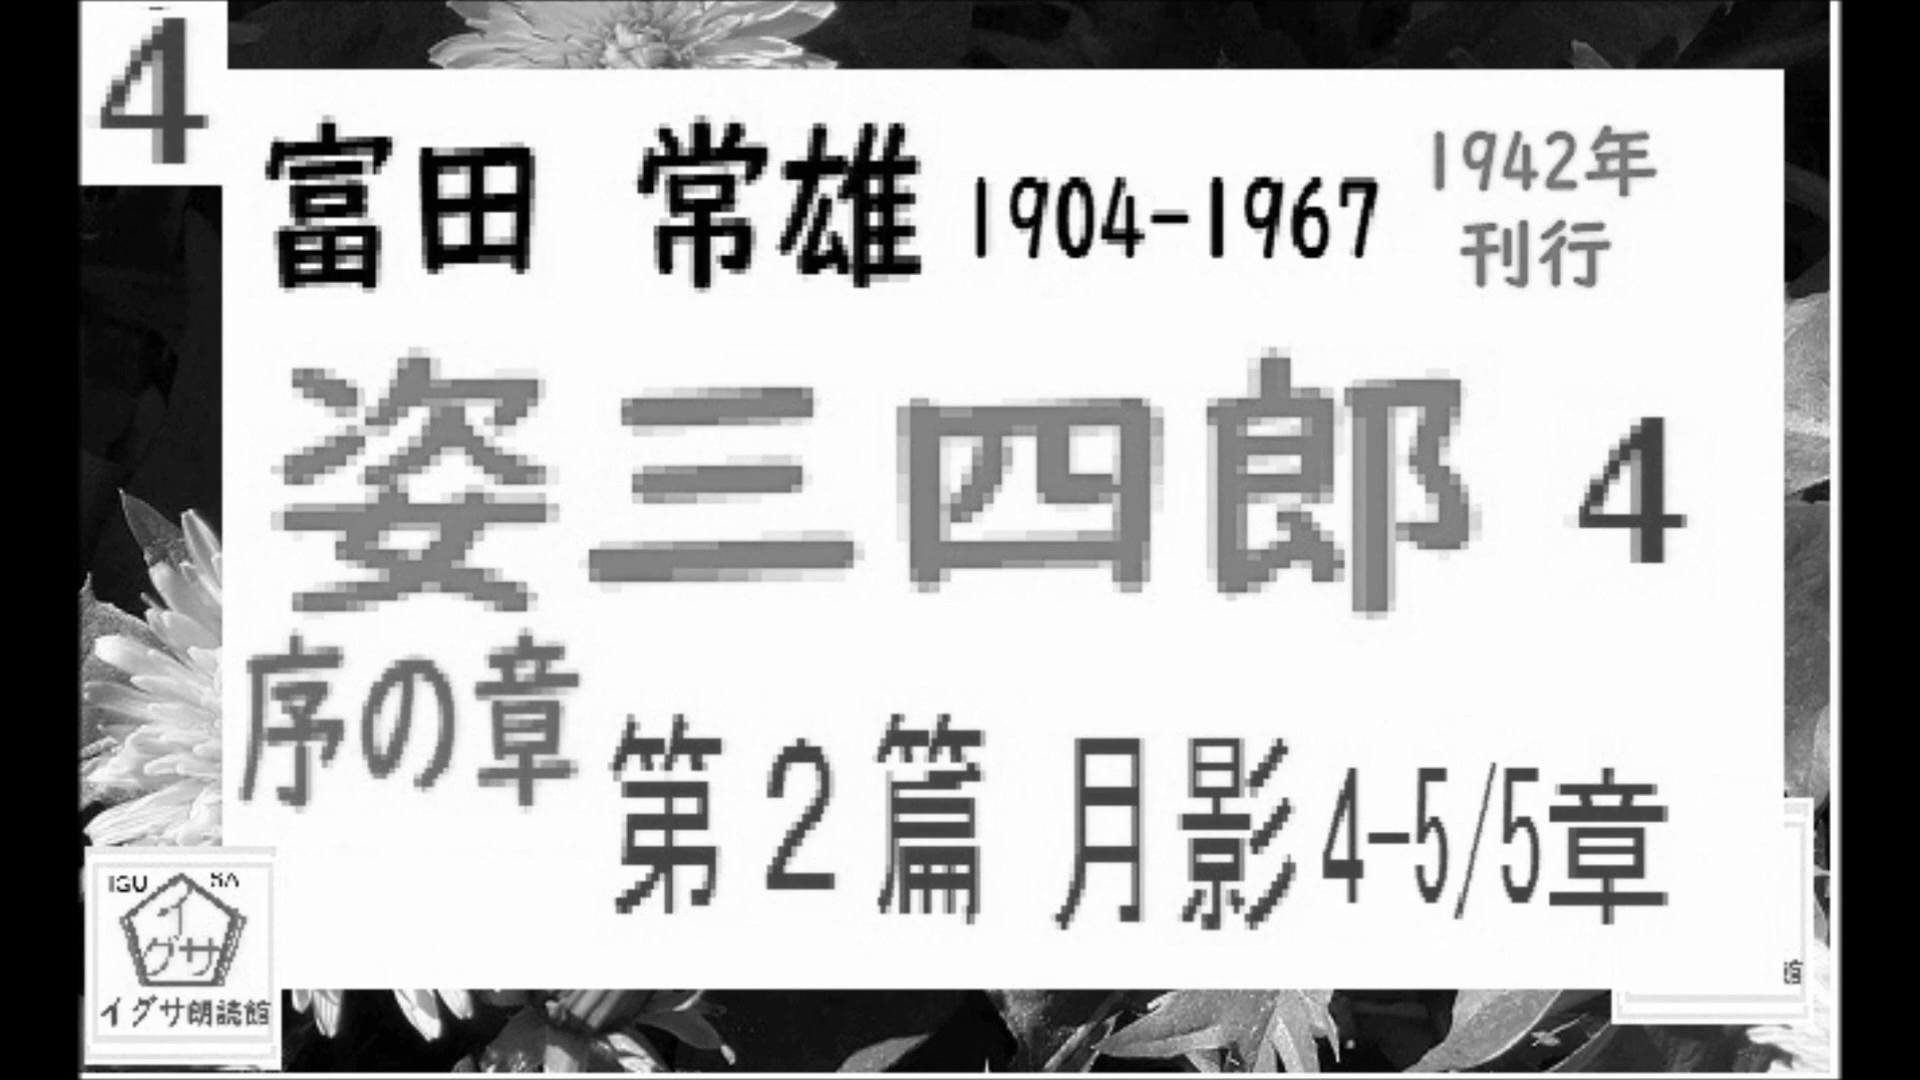 4
富田 常雄 1904-1967
1942年
刊行
姿三四郎 4
序の章
第2篇 月影 4-5/5章
IGU SA
イ
グサ
イグサ朗読館
館